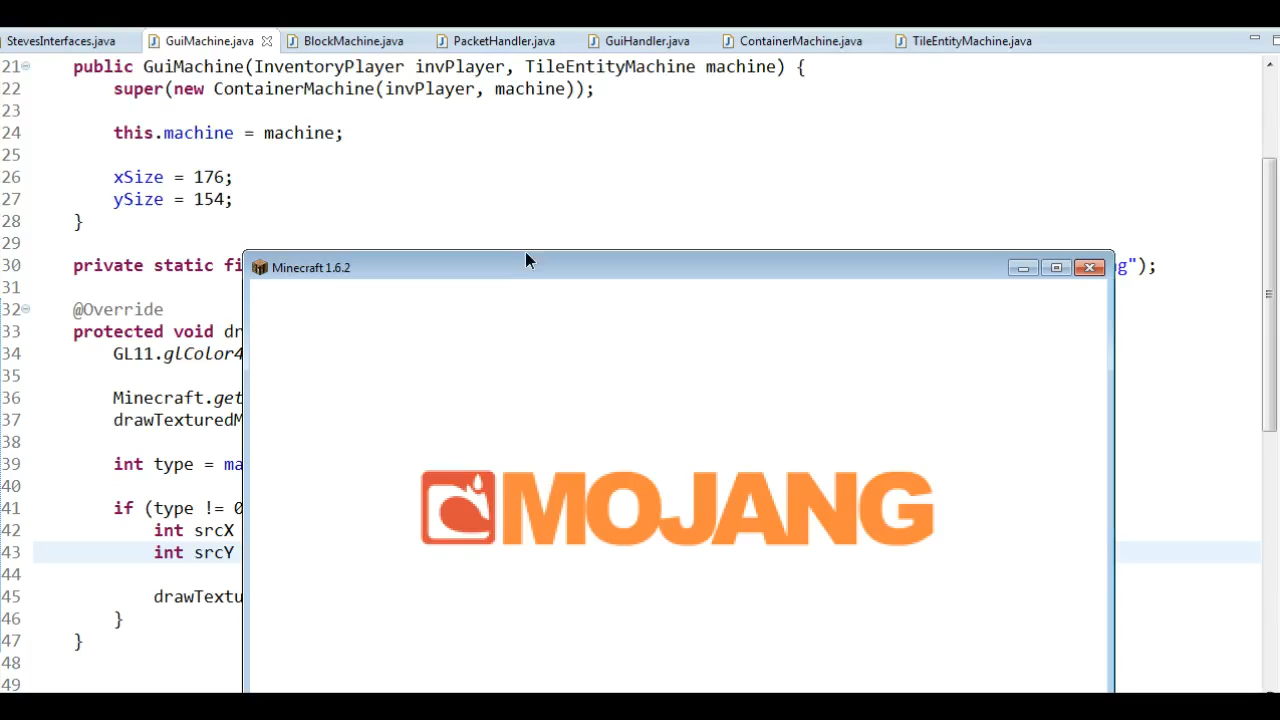 StevesInterfaces.java GuiMachine.java BlockMachine.java PacketHandler.java GuiHandler.java ContainerMachine.java TileEntityMachine.java
21 public GuiMachine(InventoryPlayer invPlayer, TileEntityMachine machine) {
22 super(new ContainerMachine(invPlayer, machine));
23
24 this.machine = machine;
25
26 xSize = 176;
27 ySize = 154;
28 }
29
30 private static fi g");
Minecraft 1.6.2
31
32 @Override
33 protected void dr
34 GL11.glColor4
35
36 Minecraft.get
37 drawTexturedM
38
39 int type = ma
40
41 if (type != 0
MOJANG
42 int srcX
43 int srcY
44
45 drawTextu
46 }
47 }
48
49